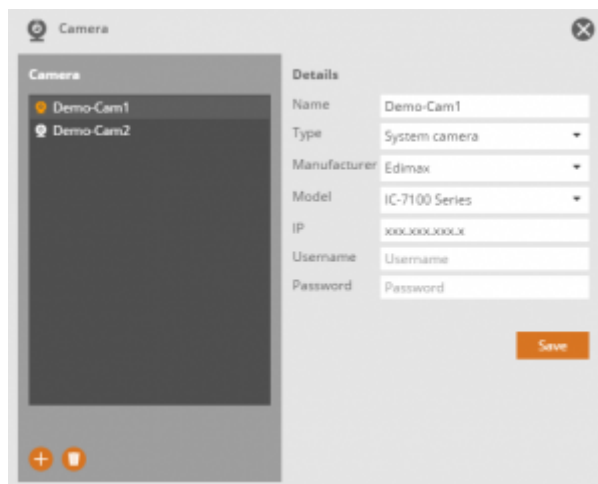 Camera
Camera
Demo-Cam1
Demo-Cam2
Details
Name Demo-Cam1
Type System camera
Manufacturer Edimax
Model IC-7100 Series
IP xxx.xxx.xxx.x
Username Username
Password Password
Save